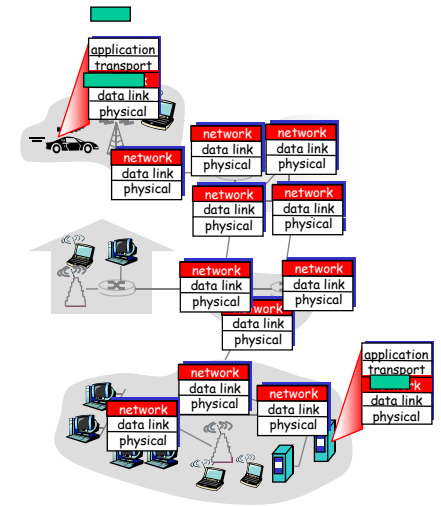 application
transport
data link
physical
network
data link
physical
network
data link
physical
network
data link
physical
network
data link
physical
network
data link
physical
network
data link
physical
network
data link
physical
work
data link
physical
application
transport
data link
physical
network
data link
physical
network
data link
physical
network
data link
physical